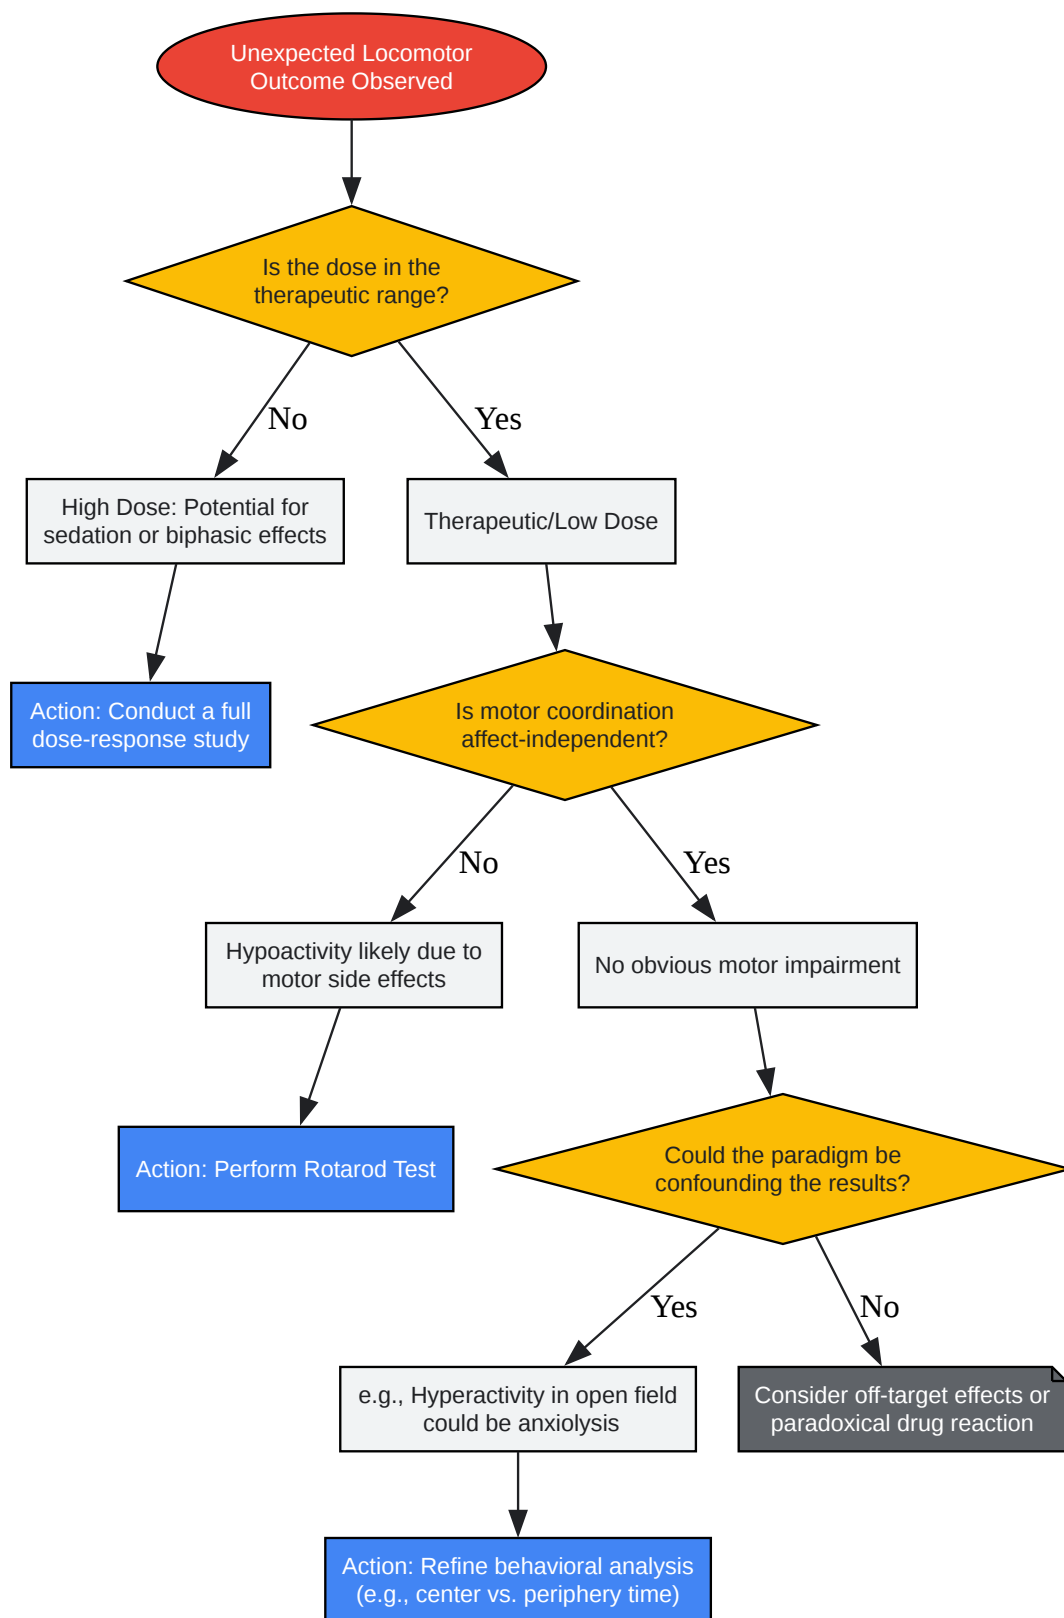 Unexpected Locomotor
Outcome Observed
Is the dose in the
therapeutic range?
No
Yes
High Dose: Potential for
sedation or biphasic effects
Therapeutic/Low Dose
Action: Conduct a full
dose-response study
Is motor coordination
affect-independent?
No
Yes
Hypoactivity likely due to
motor side effects
No obvious motor impairment
Action: Perform Rotarod Test
Could the paradigm be
confounding the results?
Yes
No
e.g., Hyperactivity in open field
could be anxiolysis
Consider off-target effects or
paradoxical drug reaction
Action: Refine behavioral analysis
(e.g., center vs. periphery time)